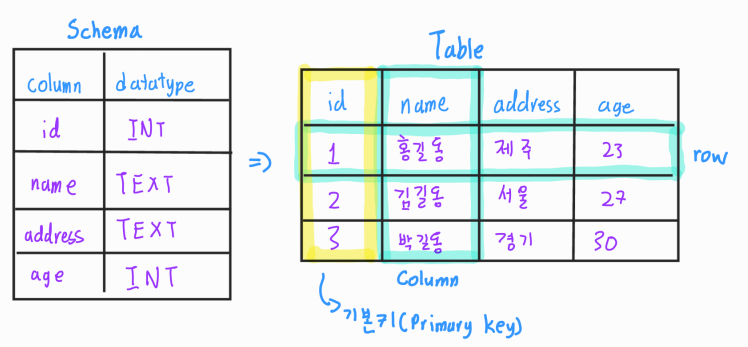 Schema
column datatype
id INT
name TEXT
address TEXT
age INT
=>
Table
id name address age
1 홍길동 제주 23
row
2 김길동 서울 27
3 박길동 경기 30
Column
기본키(Primary key)